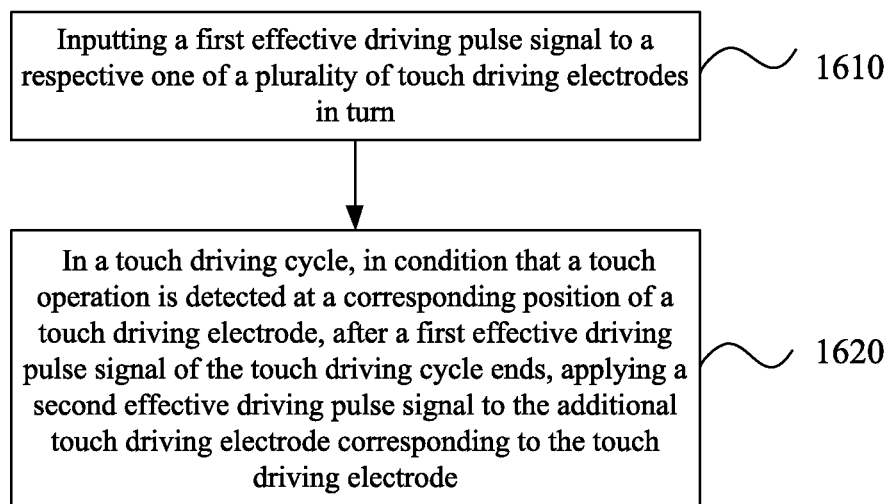 Inputting a first effective driving pulse signal to a
respective one of a plurality of touch driving electrodes
in turn
1610
In a touch driving cycle, in condition that a touch
operation is detected at a corresponding position of a
touch driving electrode, after a first effective driving
pulse signal of the touch driving cycle ends, applying a
second effective driving pulse signal to the additional
touch driving electrode corresponding to the touch
driving electrode
1620